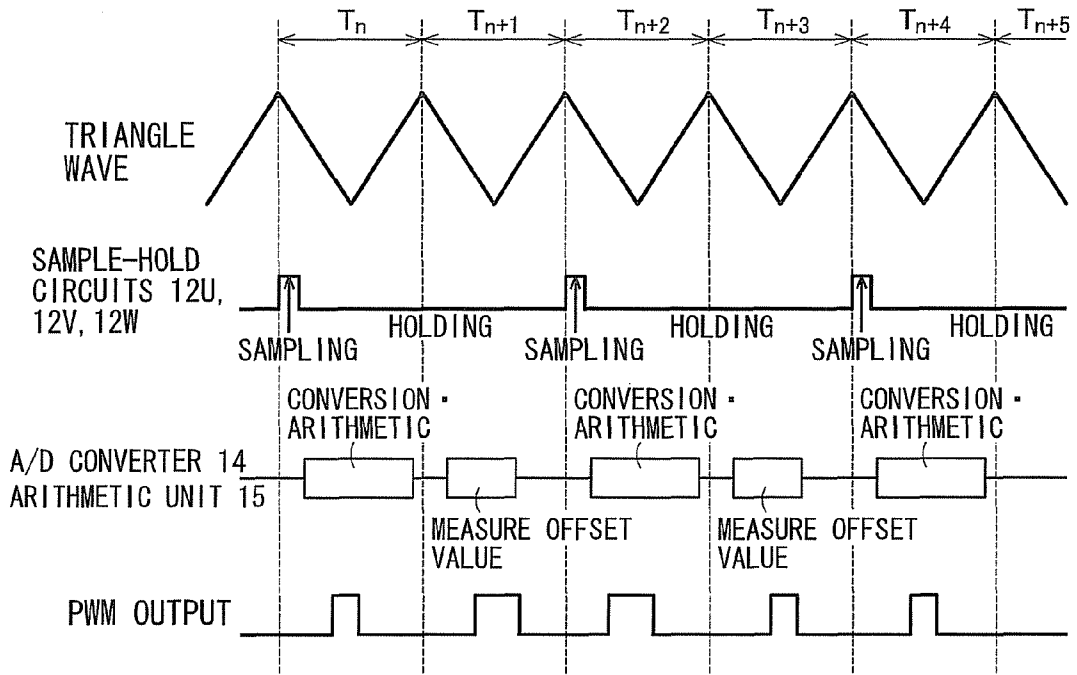 Tn Tn+1 Tn+2 Tn+3 Tn+4 Tn+5
TRIANGLE
WAVE
SAMPLE-HOLD
CIRCUITS 12U,
12V, 12W
HOLDING HOLDING HOLDING
SAMPLING SAMPLING SAMPLING
CONVERSION・ CONVERSION・ CONVERSION・
ARITHMETIC ARITHMETIC ARITHMETIC
A/D CONVERTER 14
ARITHMETIC UNIT 15
MEASURE OFFSET MEASURE OFFSET
VALUE VALUE
PWM OUTPUT